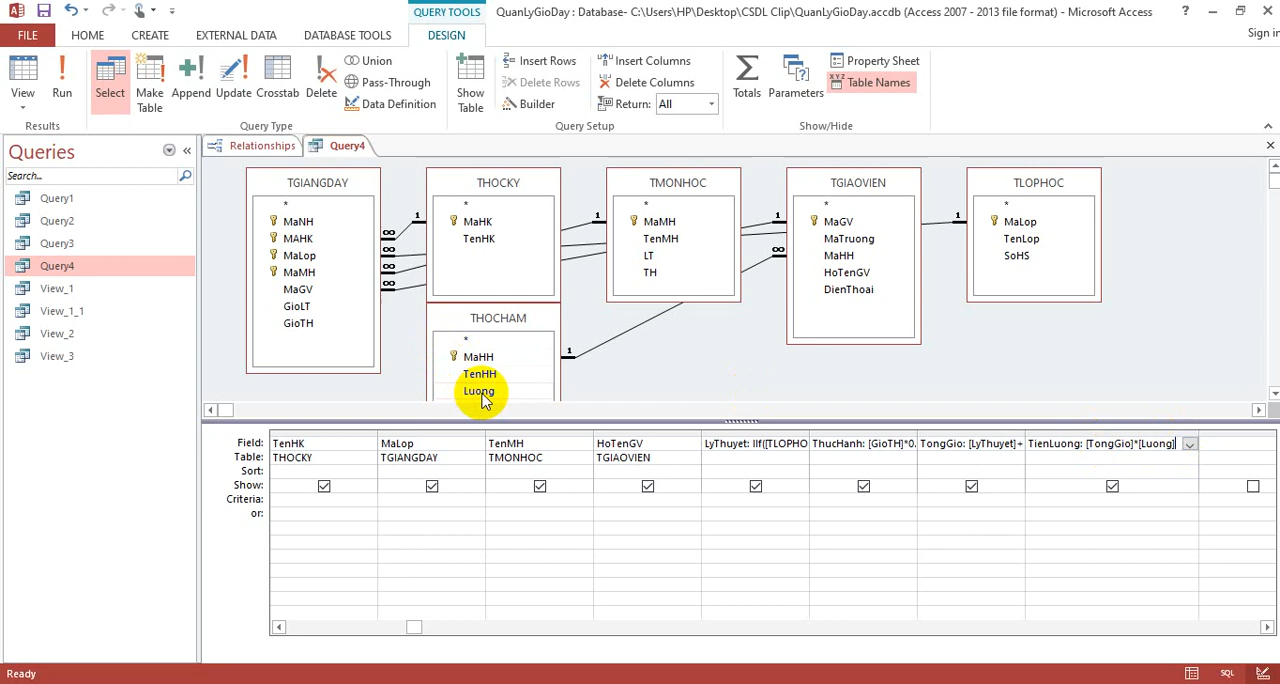 QUERY TOOLS
QuanLyGioDay : Database- C:\Users\HP\Desktop\CSDL Clip\QuanLyGioDay.accdb (Access 2007 - 2013 file format) - Microsoft Access
FILE HOME CREATE EXTERNAL DATA DATABASE TOOLS DESIGN Sign in
View Run Select Make Table Append Update Crosstab Delete
Union
Pass-Through
Data Definition
Show Table
Insert Rows
Delete Rows
Builder
Insert Columns
Delete Columns
Return: All
Totals Parameters
Property Sheet
Table Names
Results Query Type Query Setup Show/Hide
Queries
Search...
Query1
Query2
Query3
Query4
View_1
View_1_1
View_2
View_3
Relationships Query4
TGIANGDAY
*
MaNH
MAHK
MaLop
MaMH
MaGV
GioLT
GioTH
THOCKY
*
MaHK
TenHK
TMONHOC
*
MaMH
TenMH
LT
TH
TGIAOVIEN
*
MaGV
MaTruong
MaHH
HoTenGV
DienThoai
TLOPHOC
*
MaLop
TenLop
SoHS
THOCHAM
*
MaHH
TenHH
Luong
1 1 1 1 1
∞ ∞ ∞ ∞ ∞
Field: TenHK MaLop TenMH HoTenGV LyThuyet: IIf([TLOPHO ThucHanh: [GioTH]*0. TongGio: [LyThuyet]+ TienLuong: [TongGio]*[Luong]
Table: THOCKY TGIANGDAY TMONHOC TGIAOVIEN
Sort:
Show:
Criteria:
or:
Ready SQL